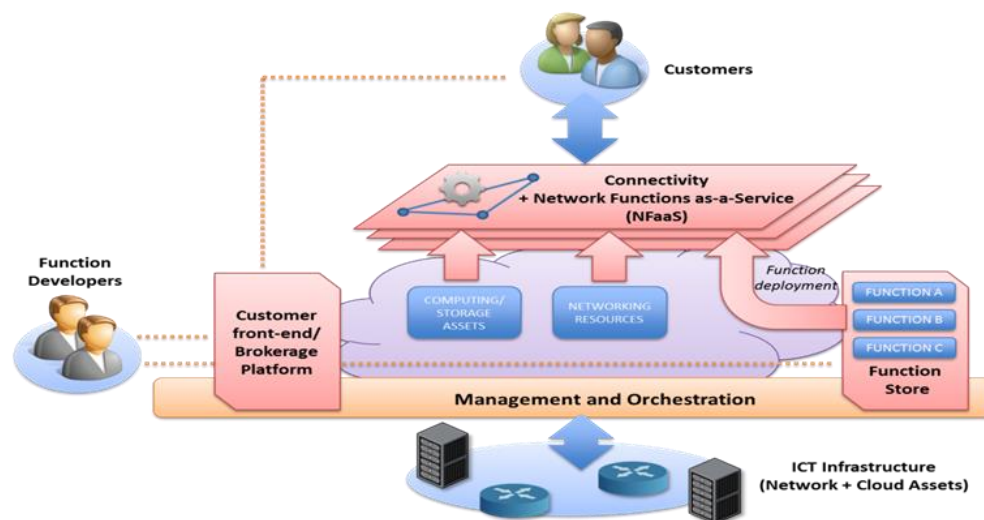 Customers
Connectivity
+ Network Functions as-a-Service
(NFaaS)
Function
Developers
Customer
front-end/
Brokerage
Platform
COMPUTING/
STORAGE
ASSETS
NETWORKING
RESOURCES
Function
deployment
FUNCTION A
FUNCTION B
FUNCTION C
Function
Store
Management and Orchestration
ICT Infrastructure
(Network + Cloud Assets)